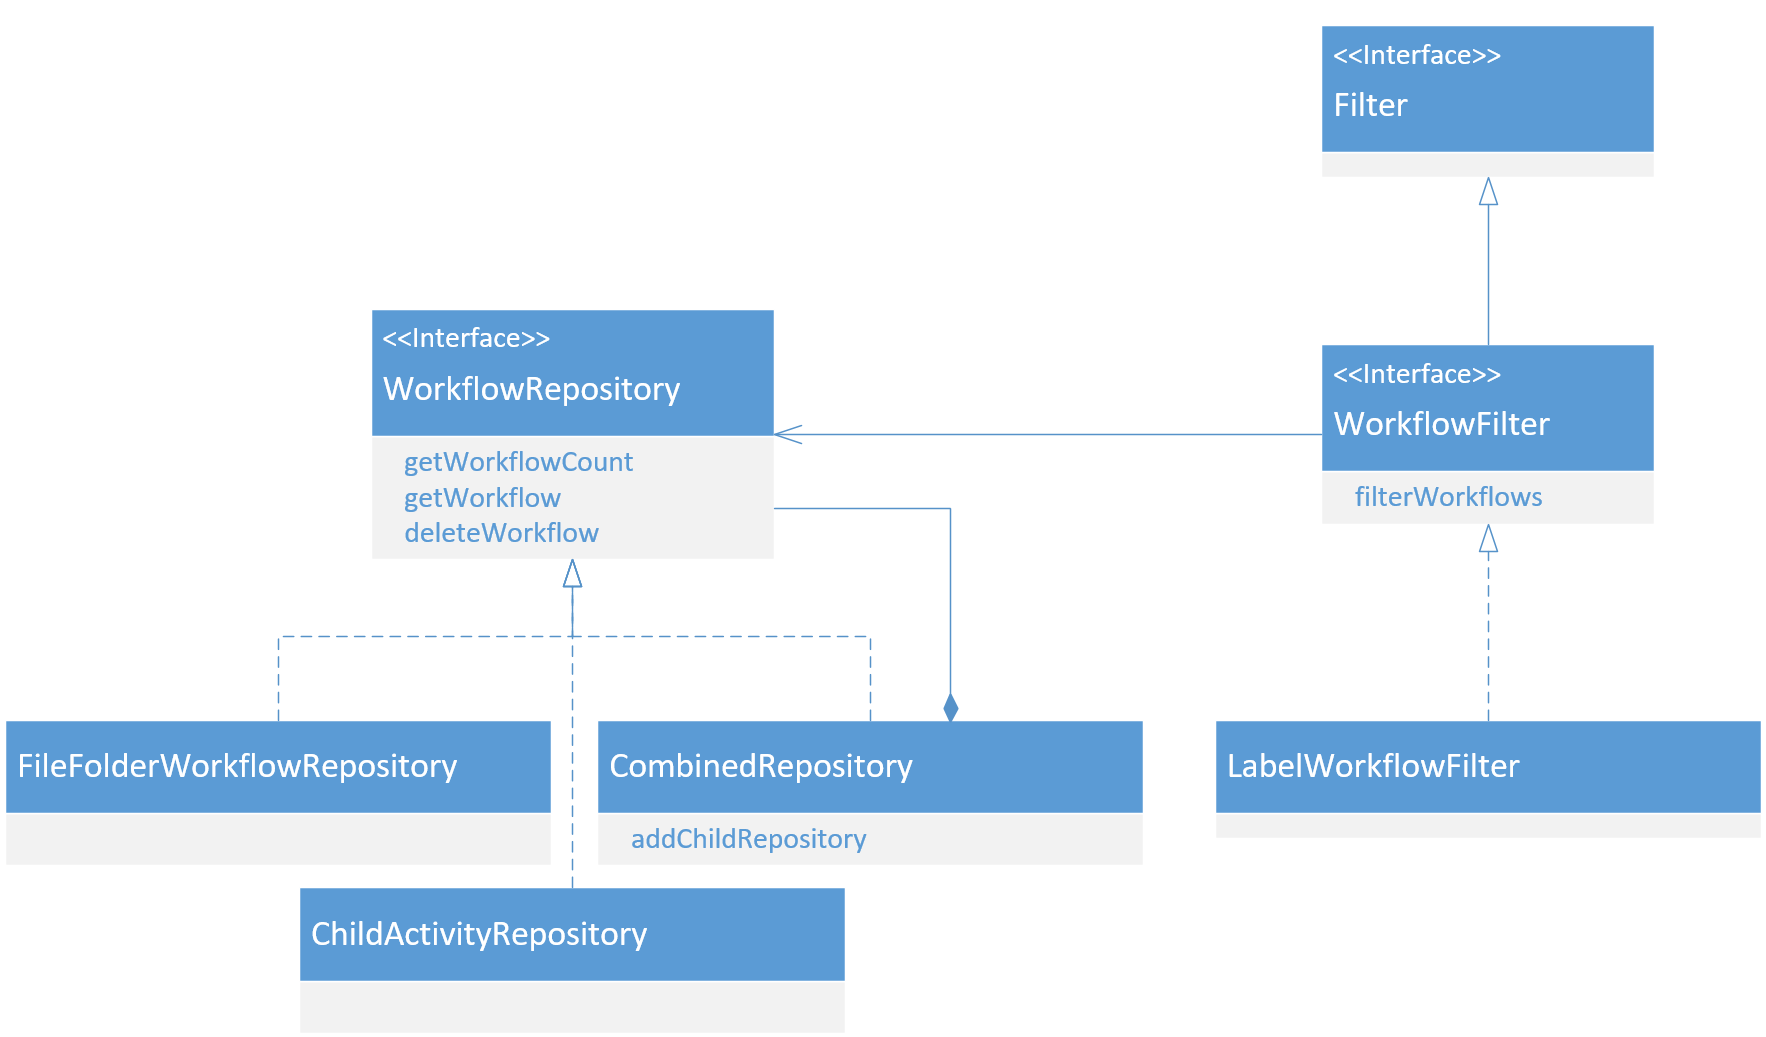 <<Interface>>
Filter
<<Interface>>
WorkflowRepository
getWorkflowCount
getWorkflow
deleteWorkflow
<<Interface>>
WorkflowFilter
filterWorkflows
FileFolderWorkflowRepository
CombinedRepository
addChildRepository
LabelWorkflowFilter
ChildActivityRepository